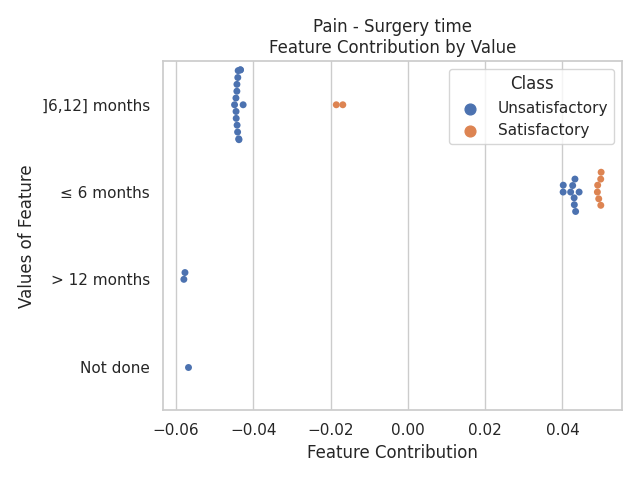 Pain - Surgery time
Feature Contribution by Value
Class
Unsatisfactory
Satisfactory
]6,12] months
≤ 6 months
> 12 months
Not done
Values of Feature
−0.06 −0.04 −0.02 0.00 0.02 0.04
Feature Contribution